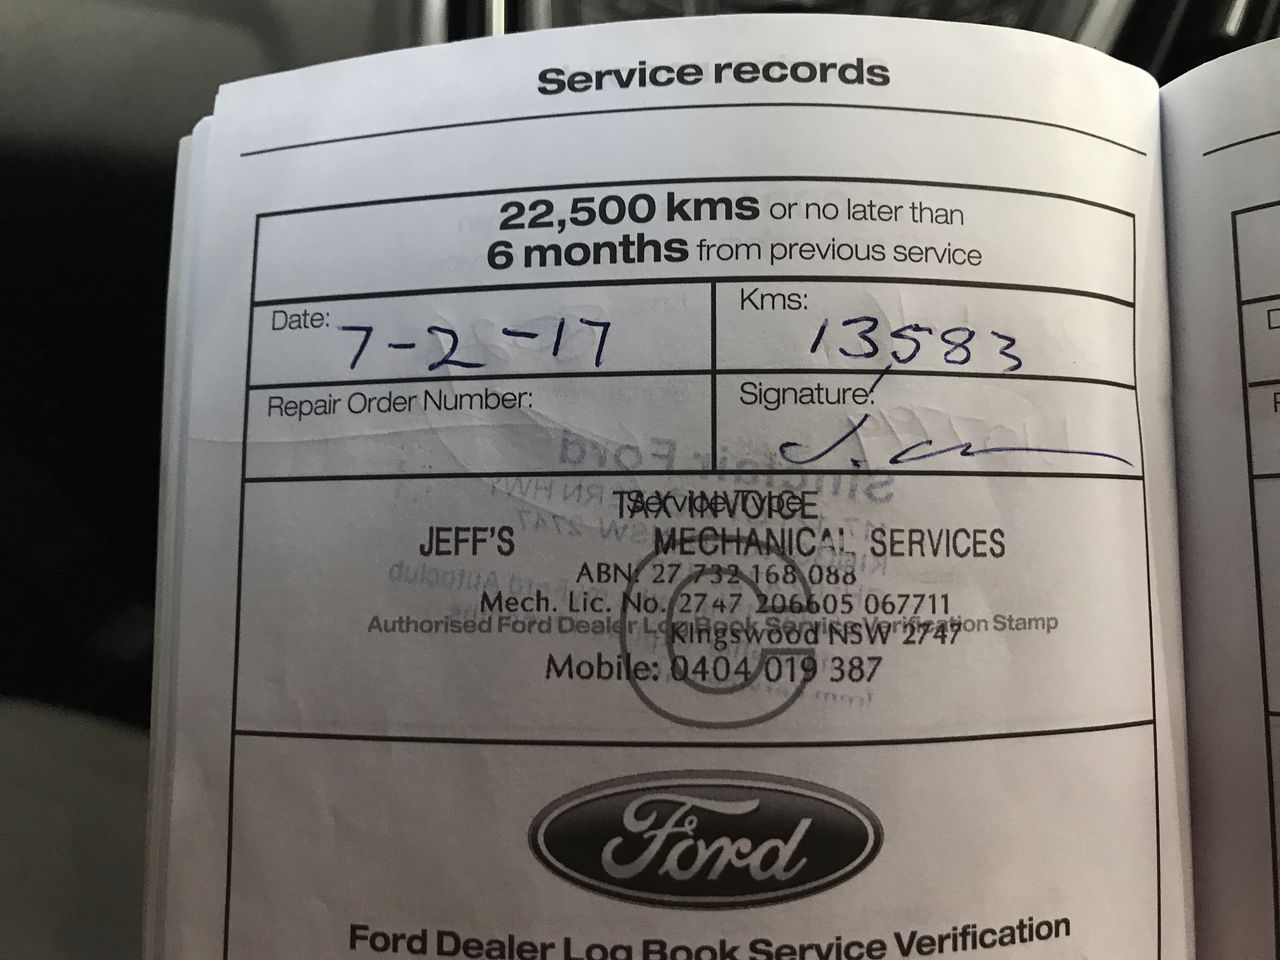 Service records
22,500 kms or no later than
6 months from previous service
Date: 7-2-17
Kms: 13583
Repair Order Number:
Signature:
TAX INVOICE
Service Type
JEFF'S MECHANICAL SERVICES
ABN: 27 732 168 088
Mech. Lic. No. 2747 206605 067711
Authorised Ford Dealer Log Book Service Verification Stamp
Kingswood NSW 2747
Mobile: 0404 019 387
C
Ford
Ford Dealer Log Book Service Verification